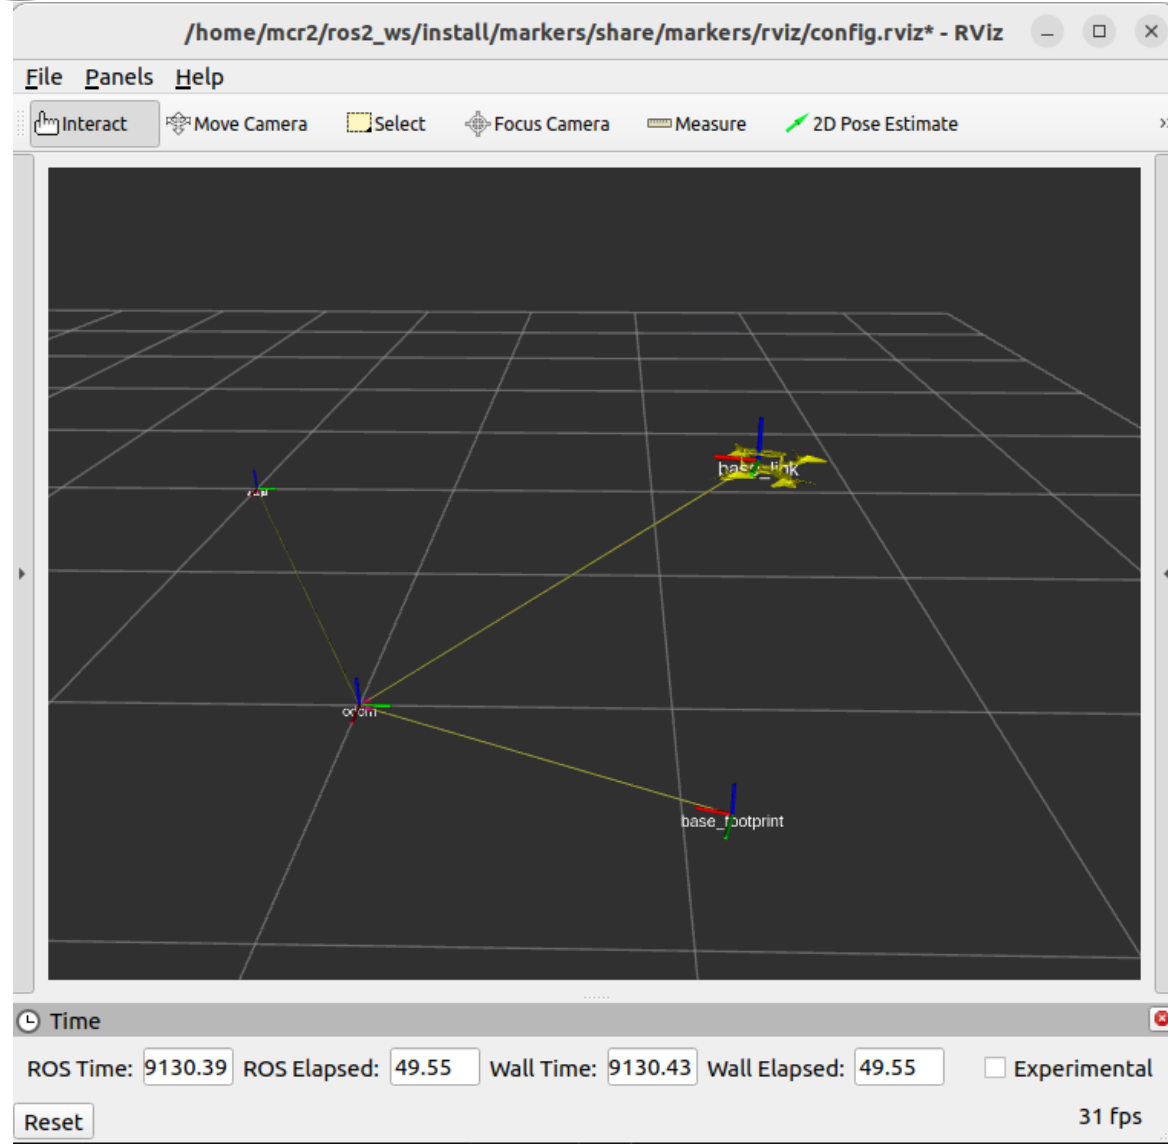 /home/mcr2/ros2_ws/install/markers/share/markers/rviz/config.rviz* - RViz
File Panels Help
Interact Move Camera Select Focus Camera Measure 2D Pose Estimate
base_link
odom
base_footprint
Time
ROS Time: 9130.39 ROS Elapsed: 49.55 Wall Time: 9130.43 Wall Elapsed: 49.55 Experimental
Reset 31 fps